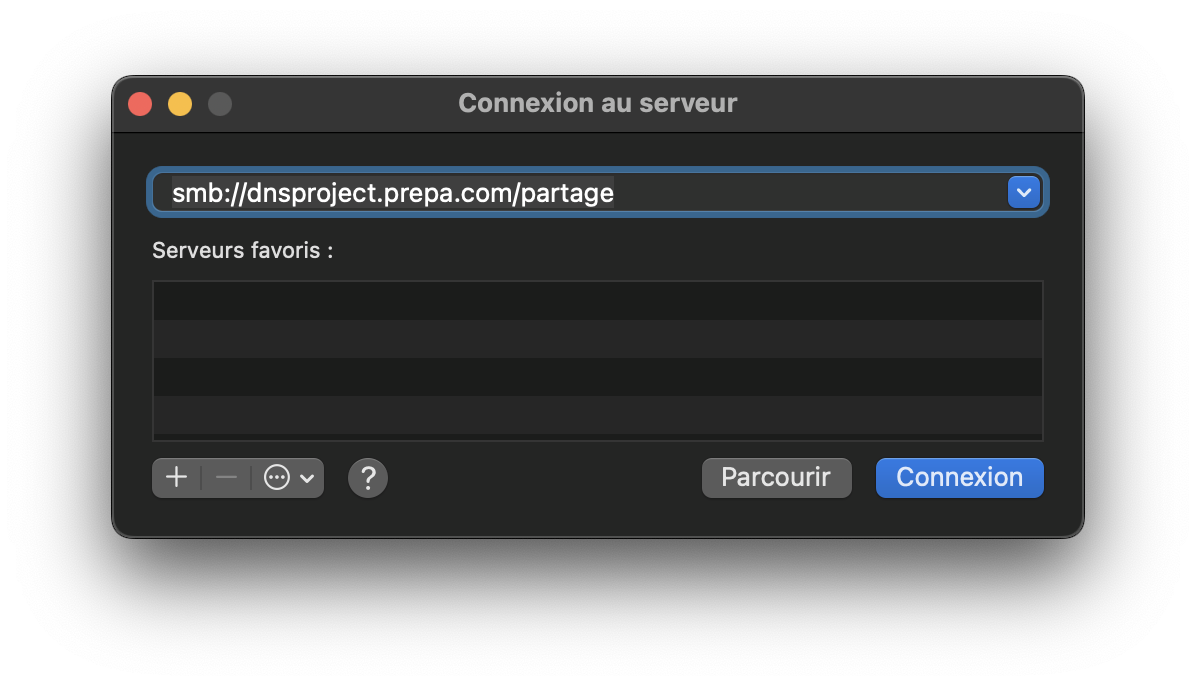 Connexion au serveur
smb://dnsproject.prepa.com/partage
Serveurs favoris :
?
Parcourir
Connexion